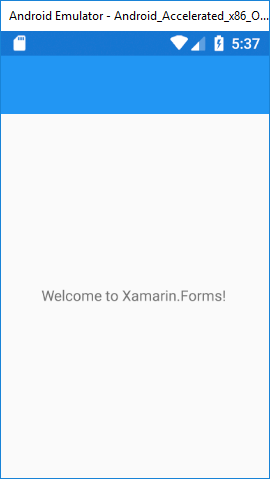 Android Emulator - Android_Accelerated_x86_O...
5:37
Welcome to Xamarin.Forms!